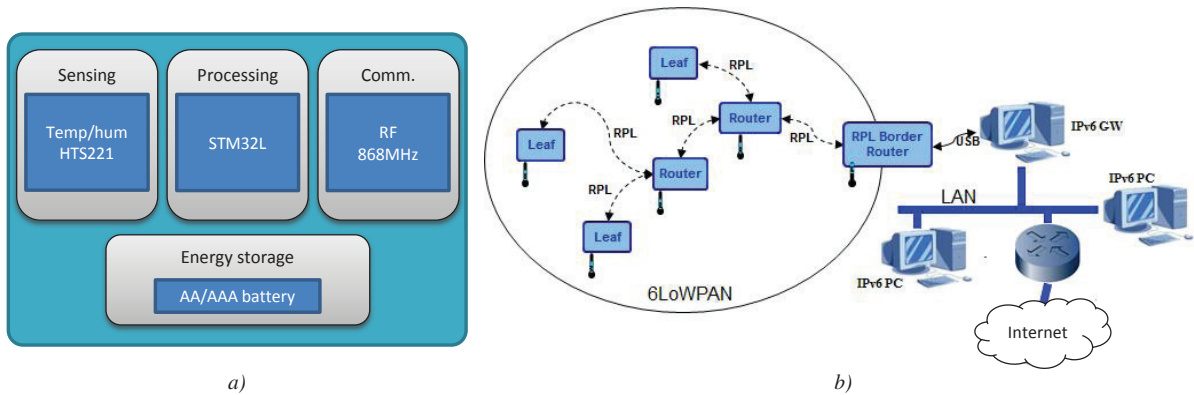 Sensing
Temp/hum
HTS221
Processing
STM32L
Comm.
RF
868MHz
Energy storage
AA/AAA battery
a)
Leaf
RPL
Router
RPL
RPL
Leaf
RPL
Router
RPL
Leaf
RPL Border
Router
USB
IPv6 GW
6LoWPAN
LAN
IPv6 PC
IPv6 PC
Internet
b)